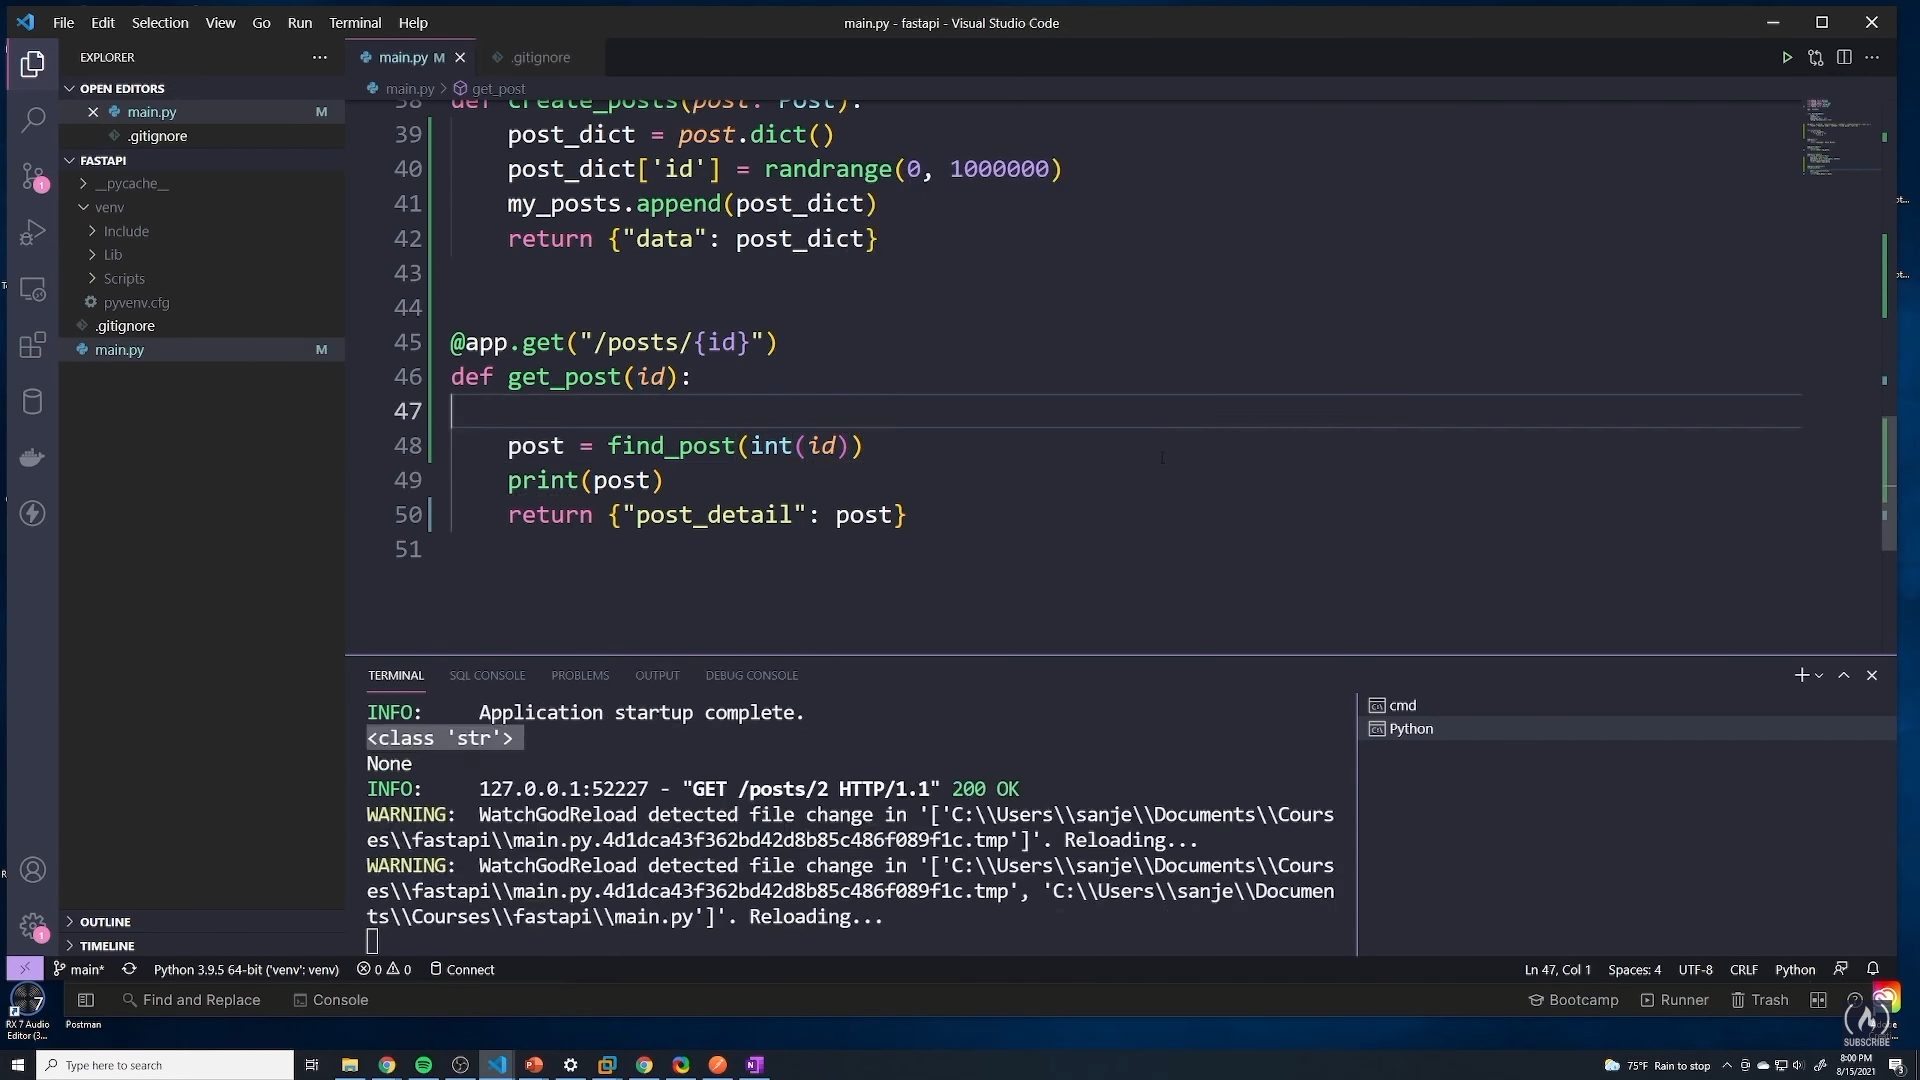 File Edit Selection View Go Run Terminal Help
main.py - fastapi - Visual Studio Code
EXPLORER
OPEN EDITORS
main.py M
.gitignore
FASTAPI
__pycache__
venv
Include
Lib
Scripts
pyvenv.cfg
.gitignore
main.py M
OUTLINE
TIMELINE
main.py M
.gitignore
main.py > get_post
38 def create_posts(post: Post):
39 post_dict = post.dict()
40 post_dict['id'] = randrange(0, 1000000)
41 my_posts.append(post_dict)
42 return {"data": post_dict}
43
44
45 @app.get("/posts/{id}")
46 def get_post(id):
47
48 post = find_post(int(id))
49 print(post)
50 return {"post_detail": post}
51
TERMINAL SQL CONSOLE PROBLEMS OUTPUT DEBUG CONSOLE
INFO: Application startup complete.
<class 'str'>
None
INFO: 127.0.0.1:52227 - "GET /posts/2 HTTP/1.1" 200 OK
WARNING: WatchGodReload detected file change in '['C:\\Users\\sanje\\Documents\\Cours
es\\fastapi\\main.py.4d1dca43f362bd42d8b85c486f089f1c.tmp']'. Reloading...
WARNING: WatchGodReload detected file change in '['C:\\Users\\sanje\\Documents\\Cours
es\\fastapi\\main.py.4d1dca43f362bd42d8b85c486f089f1c.tmp', 'C:\\Users\\sanje\\Documen
ts\\Courses\\fastapi\\main.py']'. Reloading...
cmd
Python
main* Python 3.9.5 64-bit ('venv': venv) 0 0 Connect
Ln 47, Col 1 Spaces: 4 UTF-8 CRLF Python
Find and Replace Console
Bootcamp Runner Trash
RX 7 Audio
Editor (3...
Postman
SUBSCRIBE
Type here to search
75°F Rain to stop
8:00 PM
8/15/2021